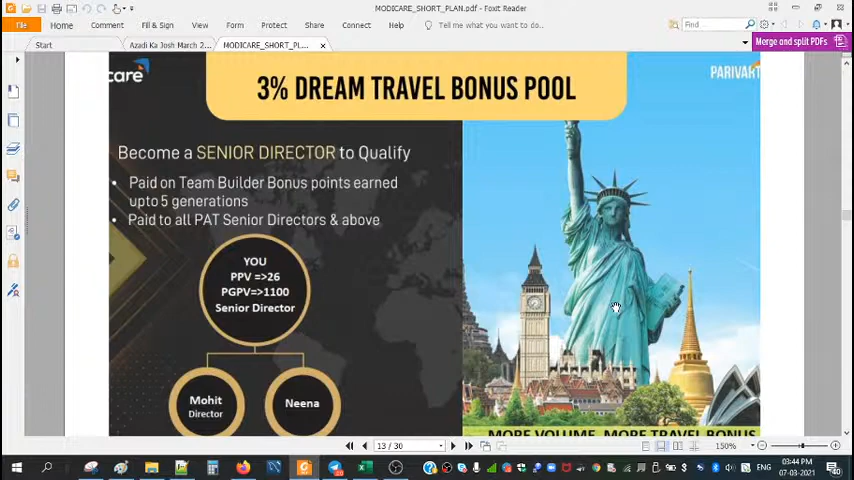 MODICARE_SHORT_PLAN.pdf - Foxit Reader
File
Home
Comment
Fill & Sign
View
Form
Protect
Share
Connect
Help
Tell me what you want to do..
Find
Start
Azadi Ka Josh March 2...
MODICARE_SHORT_PL...
Merge and split PDFs
care
3% DREAM TRAVEL BONUS POOL
PARIVART
Become a SENIOR DIRECTOR to Qualify
• Paid on Team Builder Bonus points earned
upto 5 generations
• Paid to all PAT Senior Directors & above
YOU
PPV =>26
PGPV=>1100
Senior Director
Mohit
Director
Neena
MORE VOLUME, MORE TRAVEL BONUS
13 / 30
150%
ENG
03:44 PM
07-03-2021